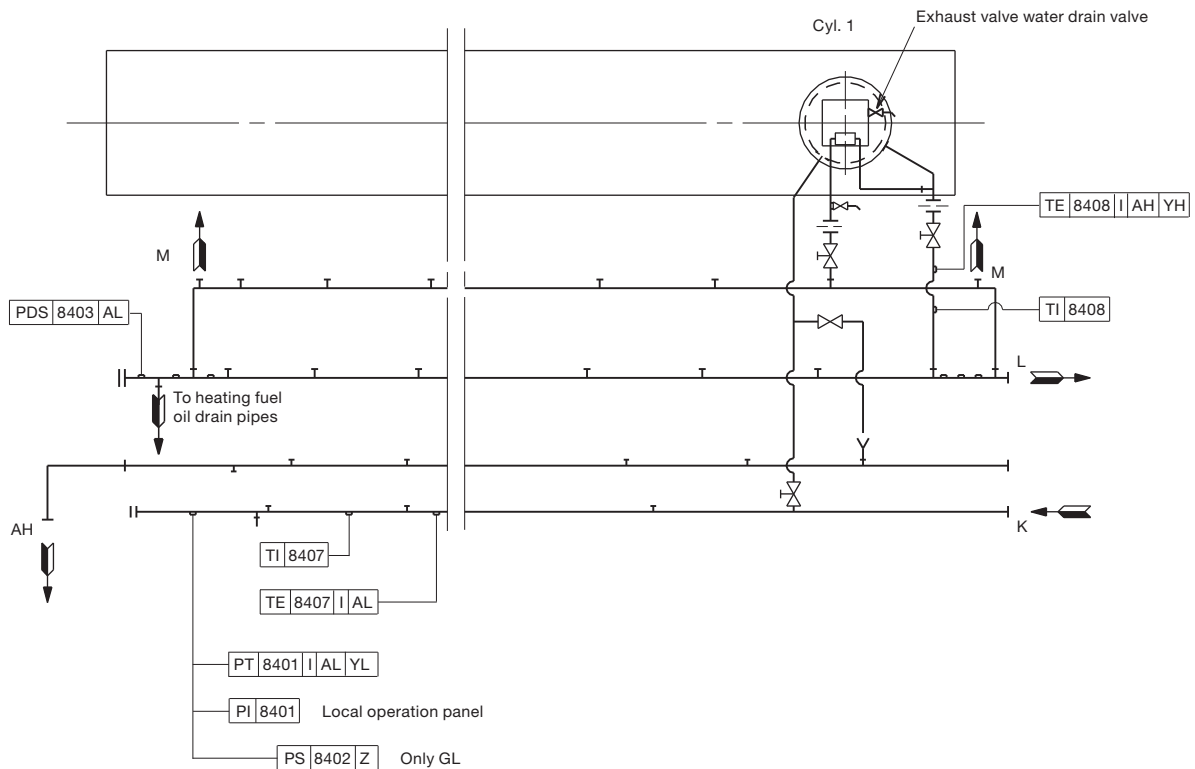 Cyl. 1
Exhaust valve water drain valve
TE 8408 I AH YH
M
M
PDS 8403 AL
TI 8408
L
To heating fuel
oil drain pipes
AH
K
TI 8407
TE 8407 I AL
PT 8401 I AL YL
PI 8401 Local operation panel
PS 8402 Z Only GL